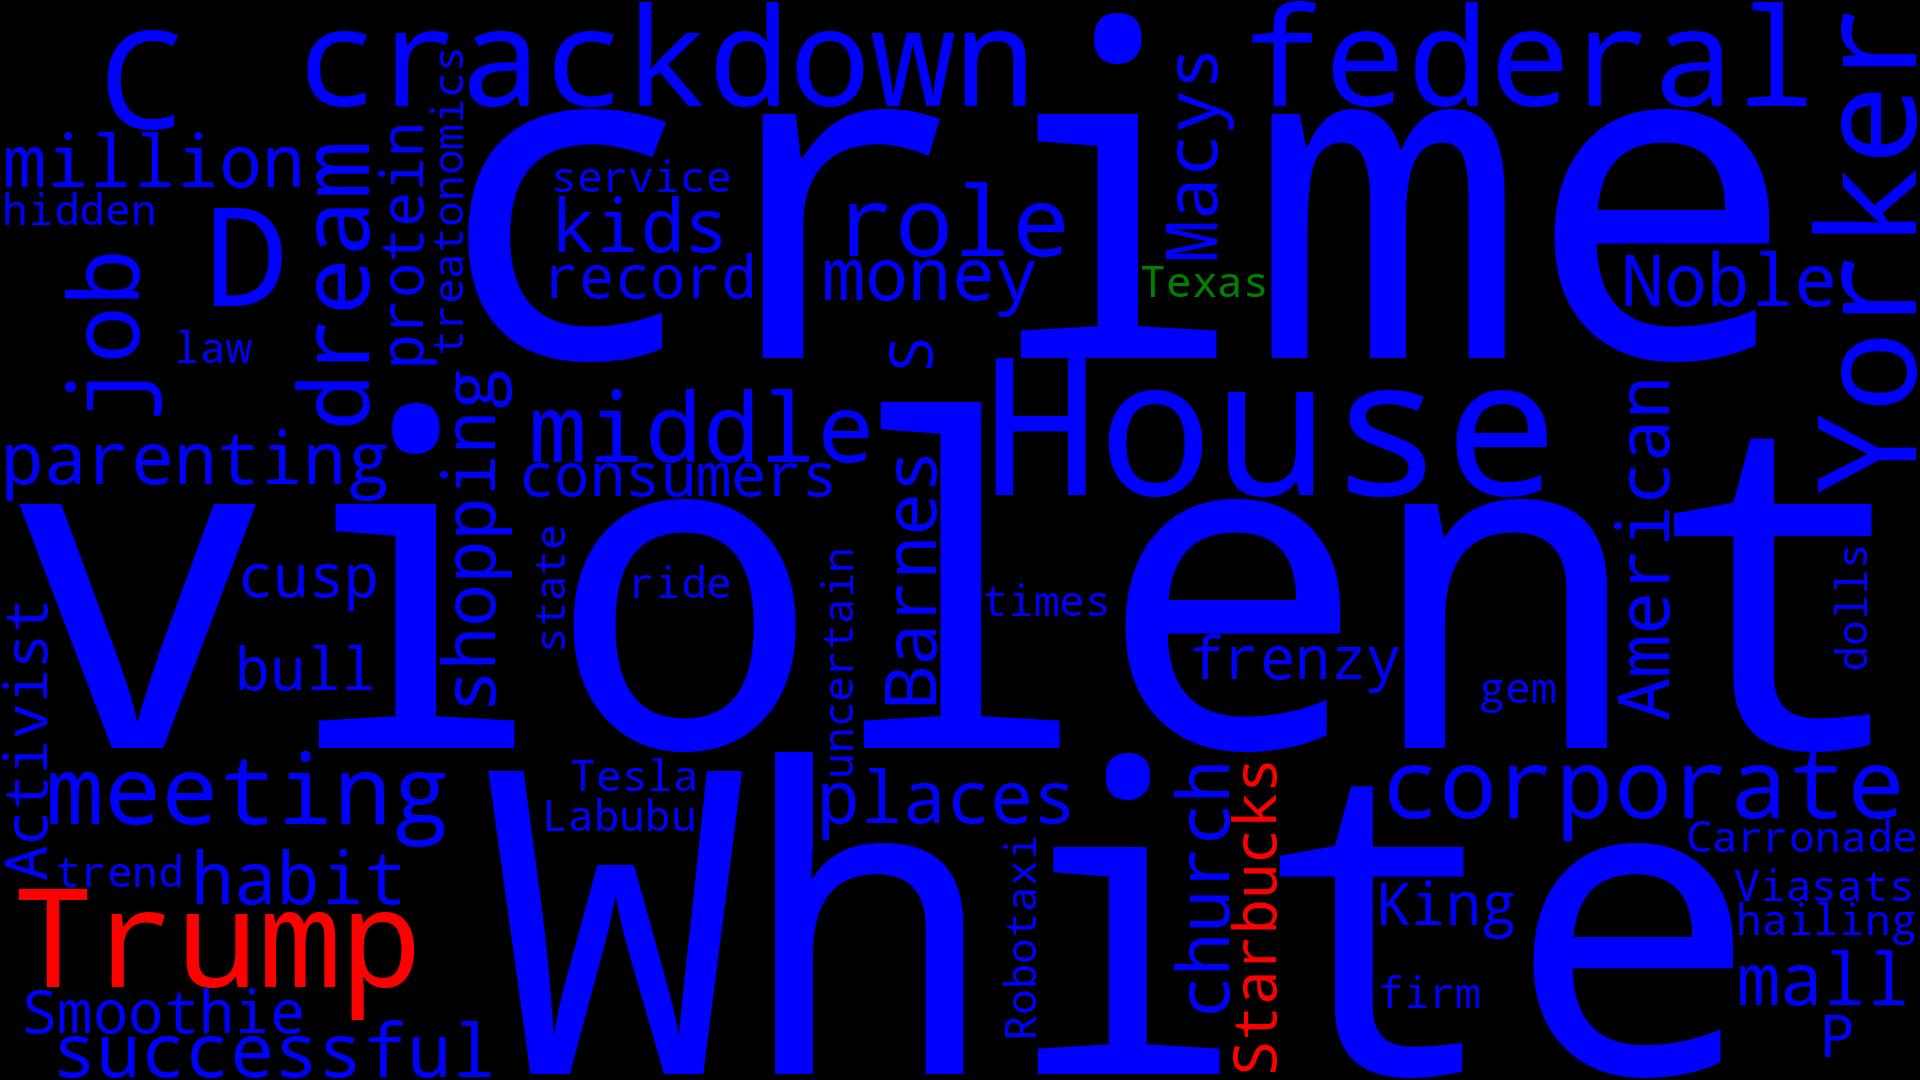 C
crackdown
federal
Yorker
crime
million
hidden
D
dream
protein
treatonomics
service
kids
record
role
money
Macys
Texas
Noble
job
law
s
House
parenting
shopping
middle
consumers
Barnes
American
violent
cusp
bull
state
ride
uncertain
times
frenzy
gem
dolls
Activist
meeting
Tesla
Labubu
places
church
Starbucks
corporate
Carronade
White
trend
habit
Trump
Robotaxi
King
Viasats
hailing
firm
mall
Smoothie
successful
P